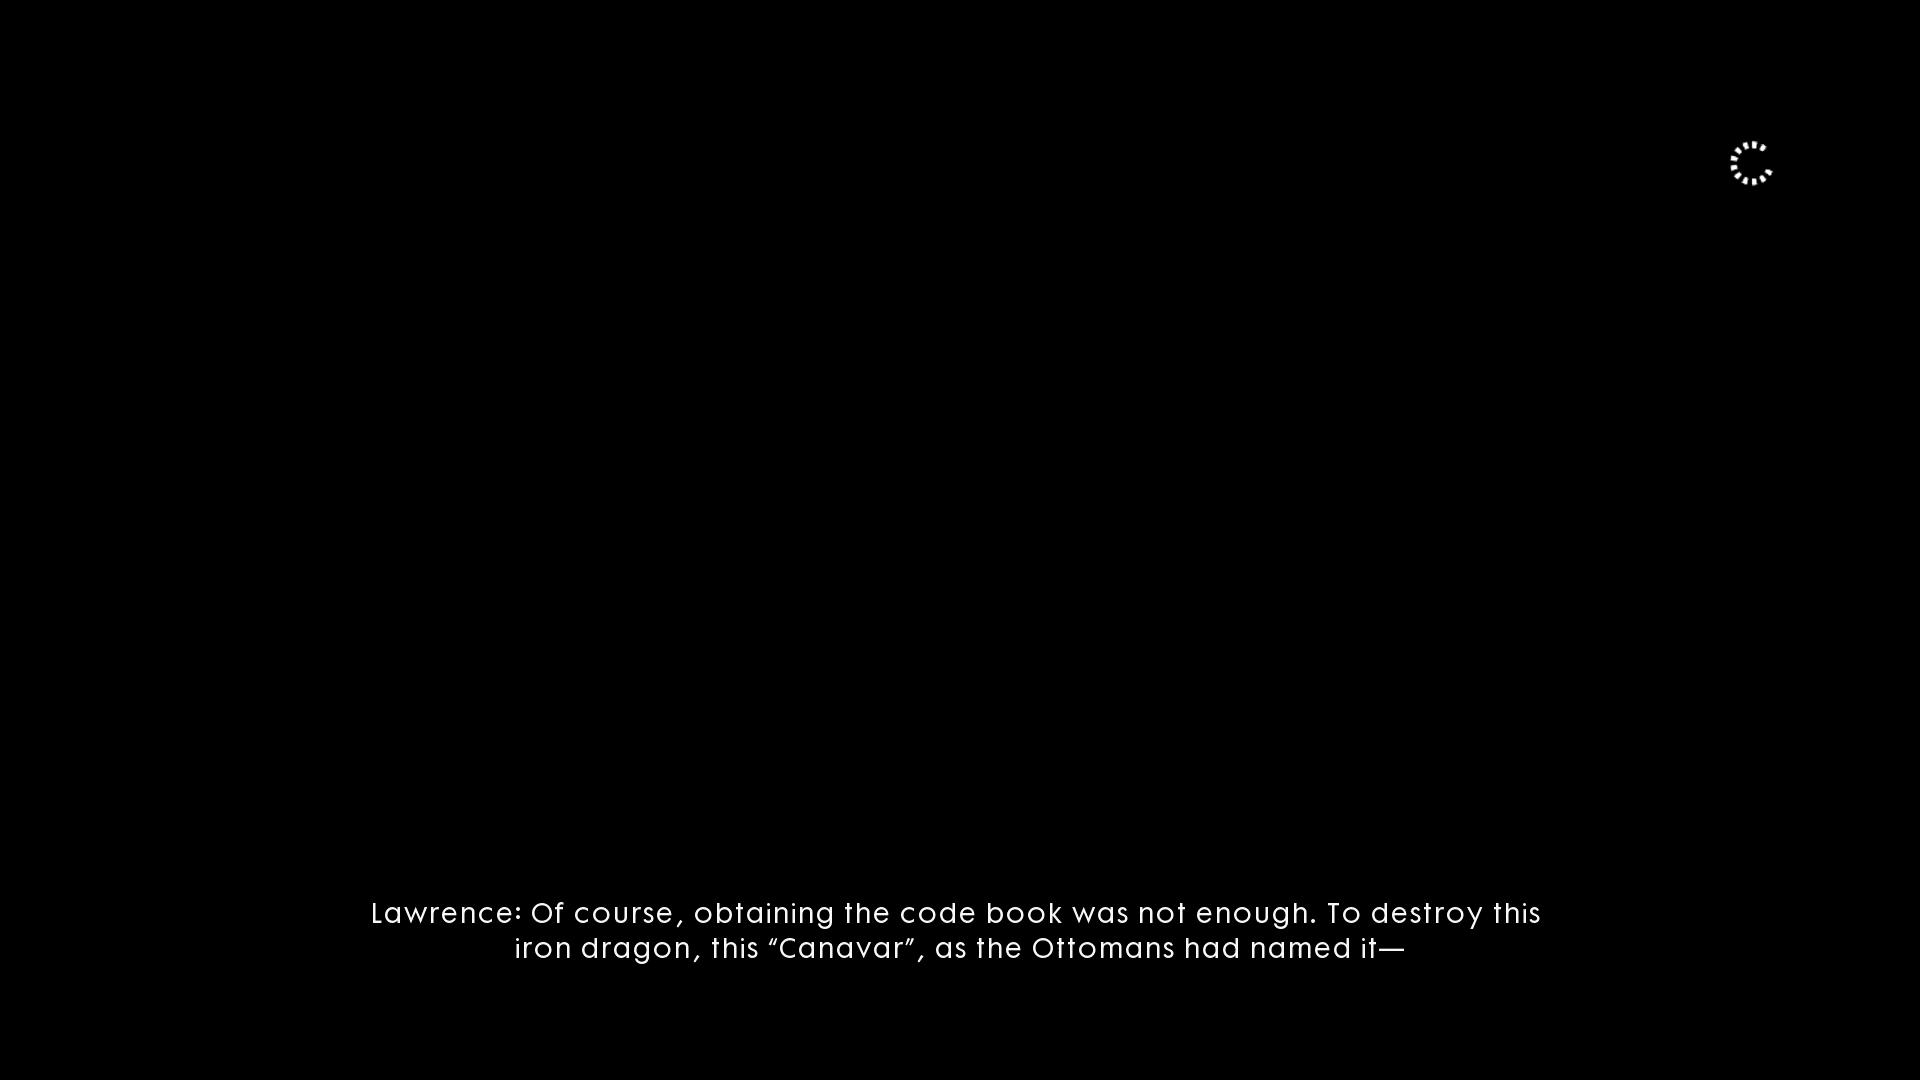 Lawrence: Of course, obtaining the code book was not enough. To destroy this
iron dragon, this “Canavar”, as the Ottomans had named it—